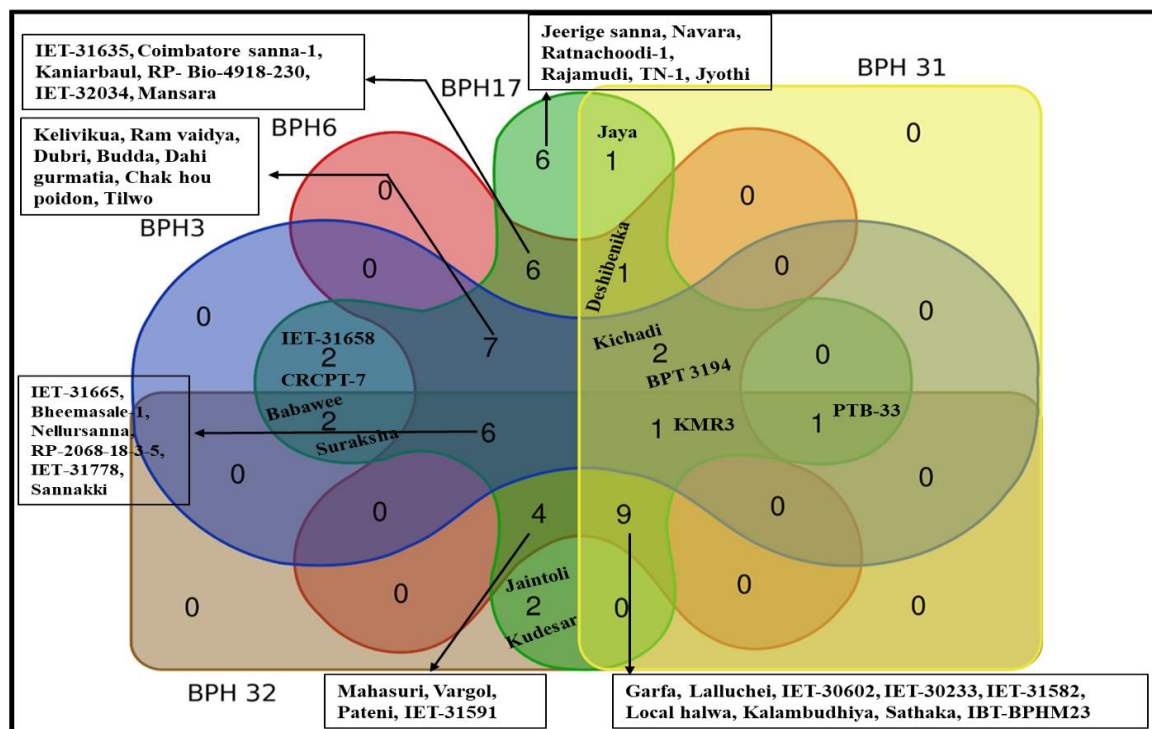 IET-31635, Coimbatore sanna-1,
Kaniarbaul, RP- Bio-4918-230,
IET-32034, Mansara
Jeerige sanna, Navara,
Ratnachoodi-1,
Rajamudi, TN-1, Jyothi
BPH 31
BPH17
Kelivikua, Ram vaidya,
Dubri, Budda, Dahi
gurmatia, Chak hou
poidon, Tilwo
BPH6
BPH3
Jaya
6
1
0
0
0
Deshibenika
0
6
1
0
0
0
Kichadi
IET-31658
2
7
2
0
CRCPT-7
BPT 3194
Babawee
2
Suraksha
6
1
KMR3
1
PTB-33
IET-31665,
Bheemasale-1,
Nellursanna,
RP-2068-18-3-5,
IET-31778,
Sannakki
0
0
0
4
9
0
0
0
0
Jaintoli
2
Kudesar
0
0
0
BPH 32
Mahasuri, Vargol,
Pateni, IET-31591
Garfa, Lalluchei, IET-30602, IET-30233, IET-31582,
Local halwa, Kalambudhiya, Sathaka, IBT-BPHM23